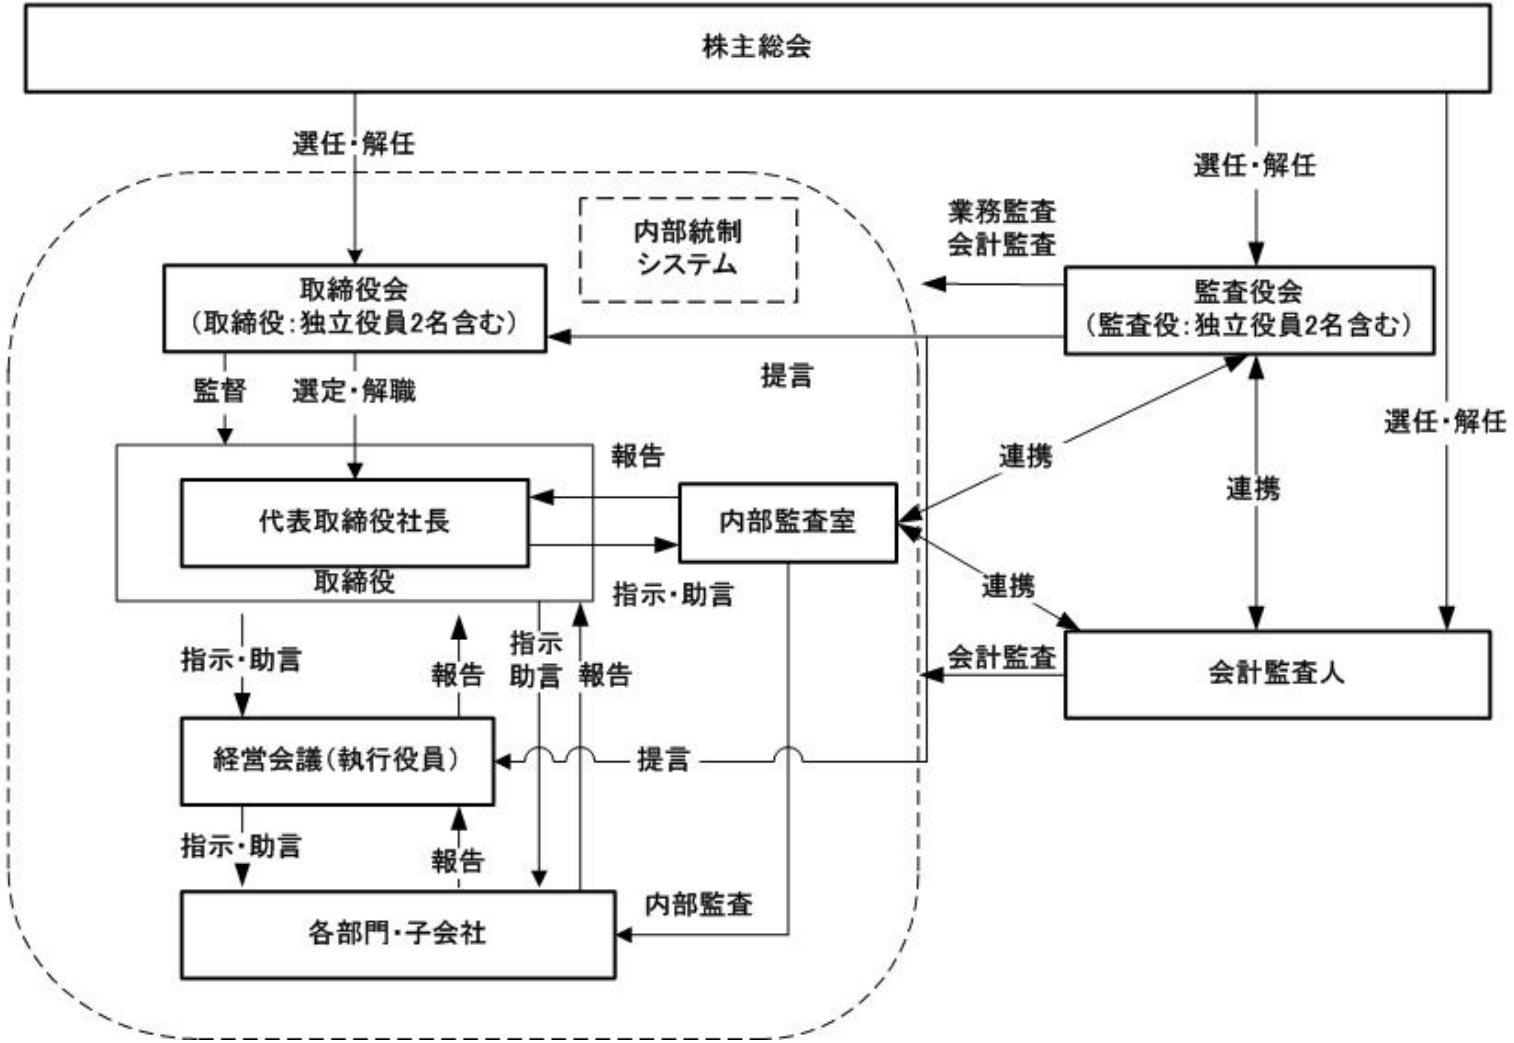 株主総会
選任・解任
選任・解任
業務監査
会計監査
内部統制
システム
取締役会
(取締役:独立役員2名含む)
監査役会
(監査役:独立役員2名含む)
提言
監督
選定・解職
選任・解任
報告
連携
連携
代表取締役社長
内部監査室
取締役
指示・助言
連携
指示・助言
報告
指示
助言
報告
会計監査
会計監査人
経営会議(執行役員)
提言
指示・助言
報告
内部監査
各部門・子会社